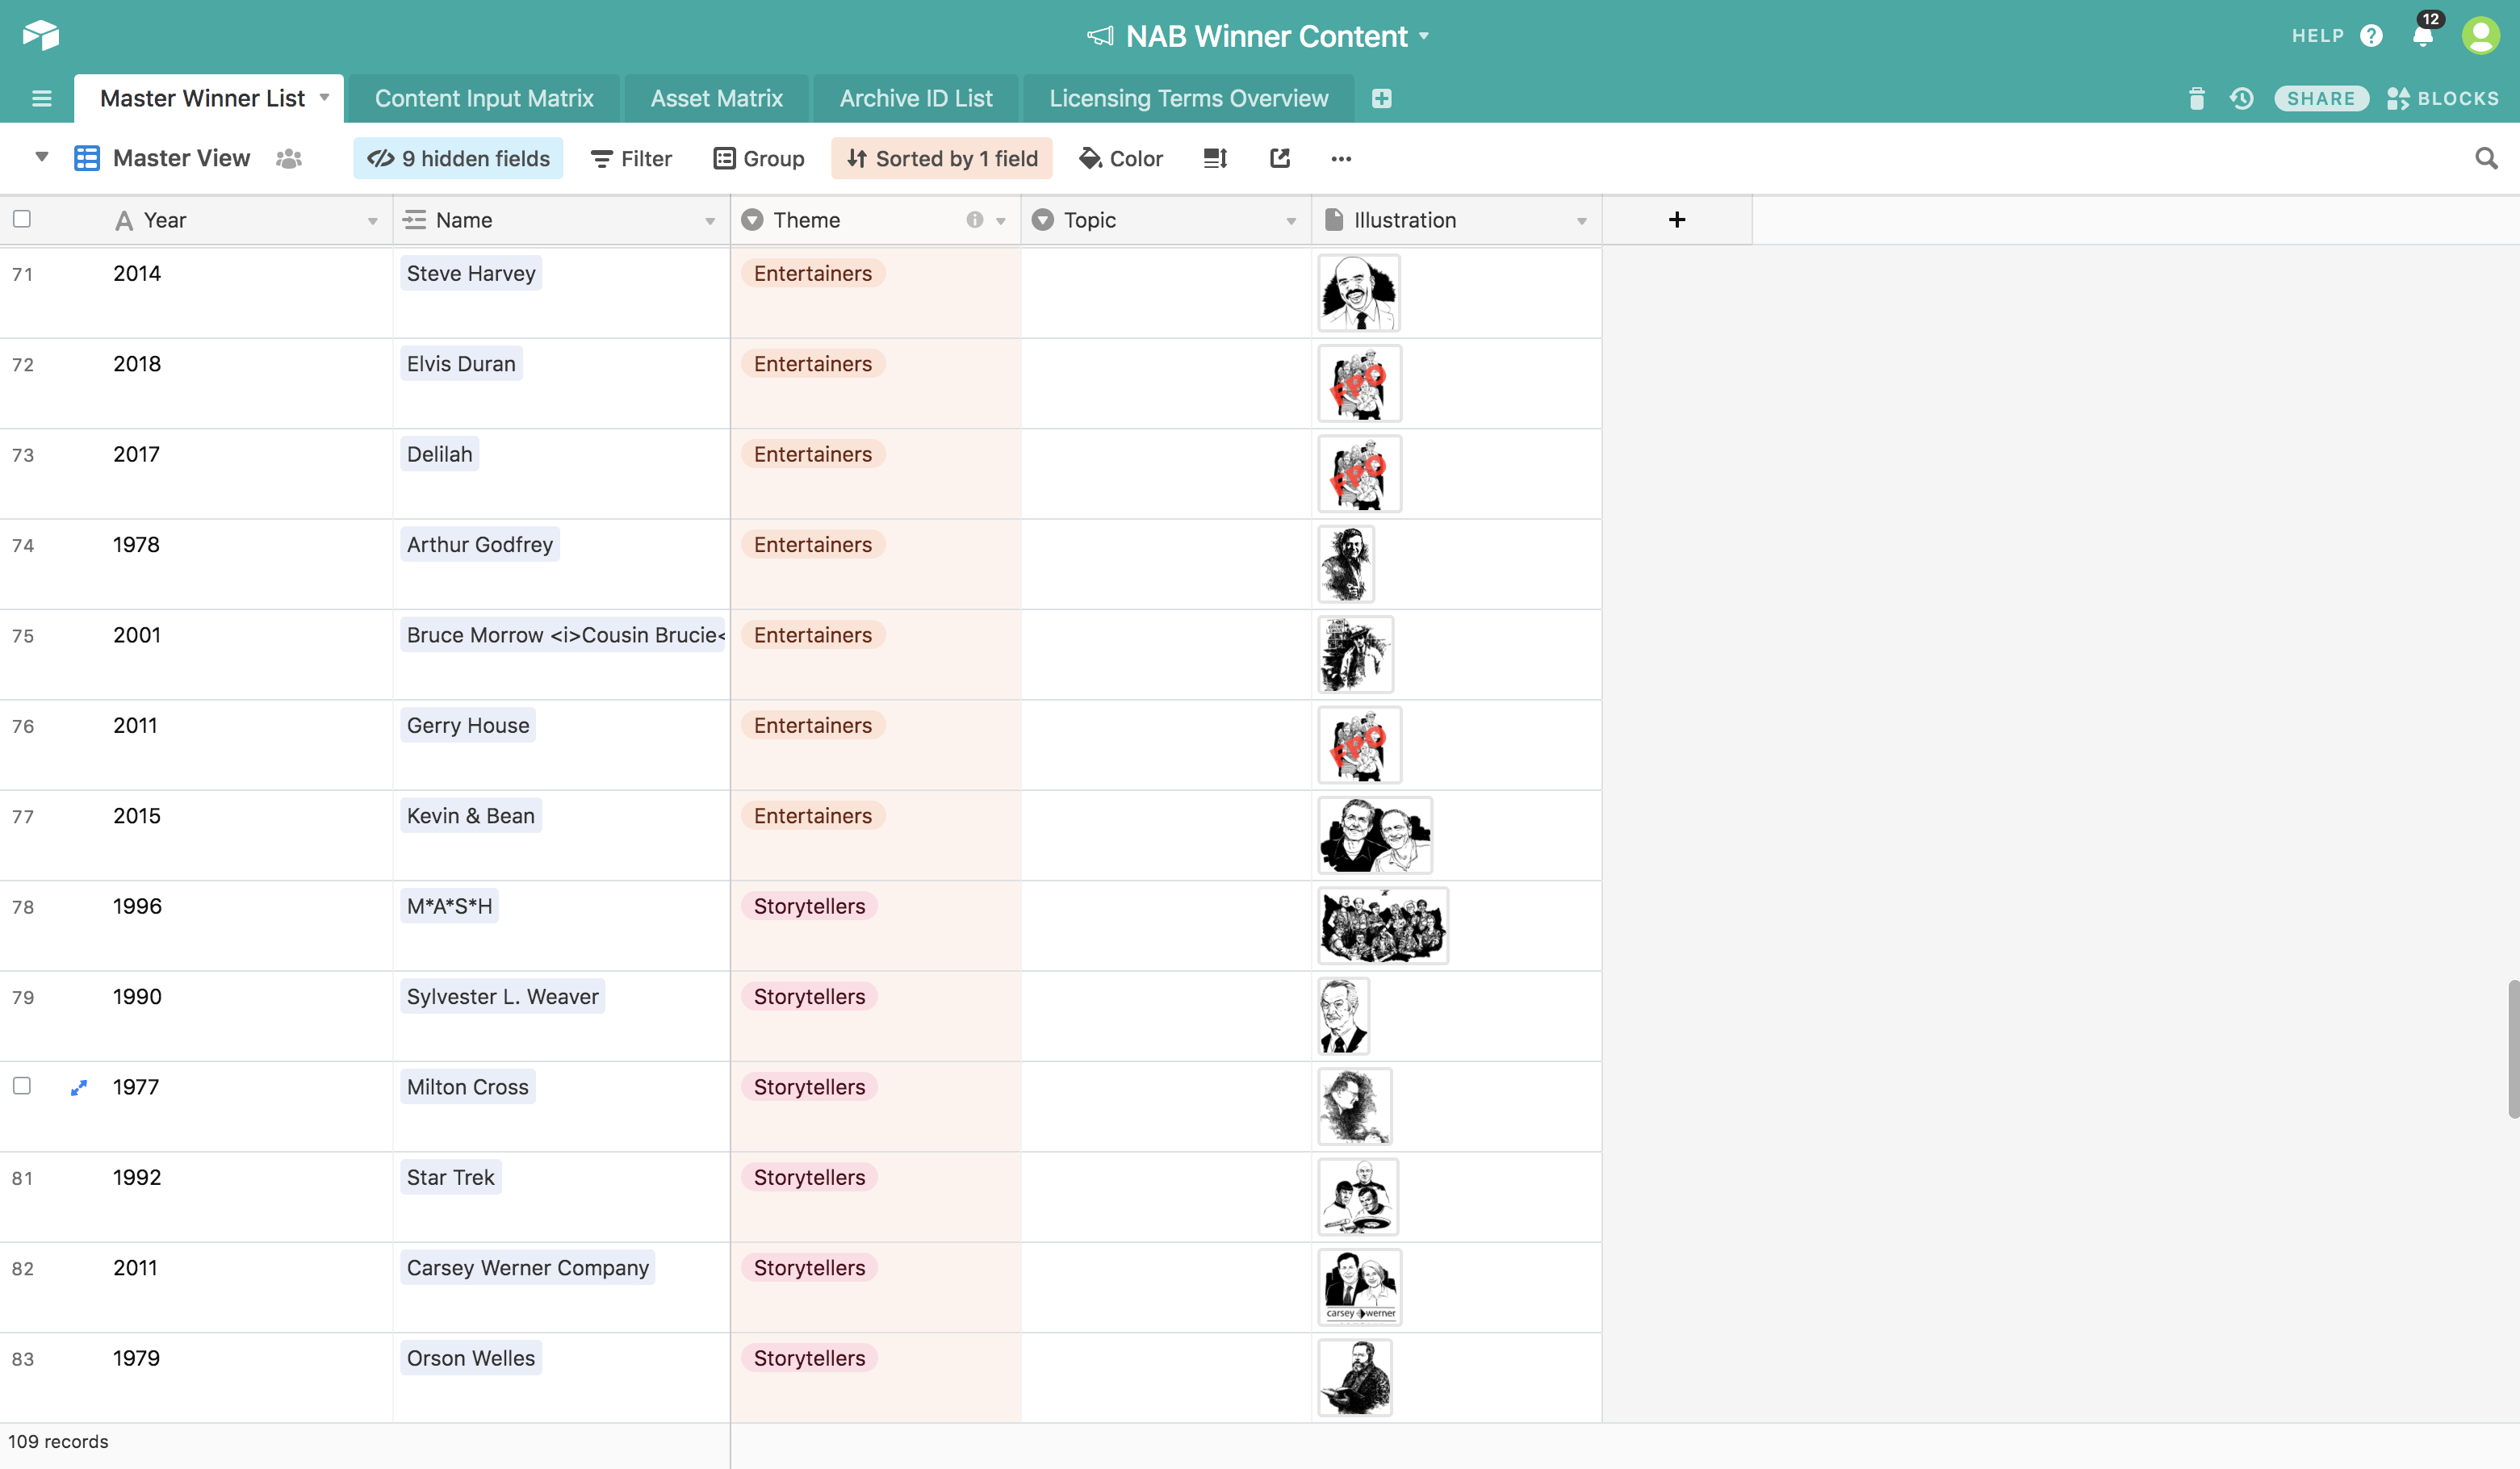 NAB Winner Content
HELP
12
Master Winner List
Content Input Matrix
Asset Matrix
Archive ID List
Licensing Terms Overview
SHARE
BLOCKS
Master View
9 hidden fields
Filter
Group
Sorted by 1 field
Color
Year Name Theme Topic Illustration
71 2014 Steve Harvey Entertainers
72 2018 Elvis Duran Entertainers FPO
73 2017 Delilah Entertainers FPO
74 1978 Arthur Godfrey Entertainers
75 2001 Bruce Morrow <i>Cousin Brucie< Entertainers
76 2011 Gerry House Entertainers FPO
77 2015 Kevin & Bean Entertainers
78 1996 M*A*S*H Storytellers
79 1990 Sylvester L. Weaver Storytellers
1977 Milton Cross Storytellers
81 1992 Star Trek Storytellers
82 2011 Carsey Werner Company Storytellers carsey werner
83 1979 Orson Welles Storytellers
109 records